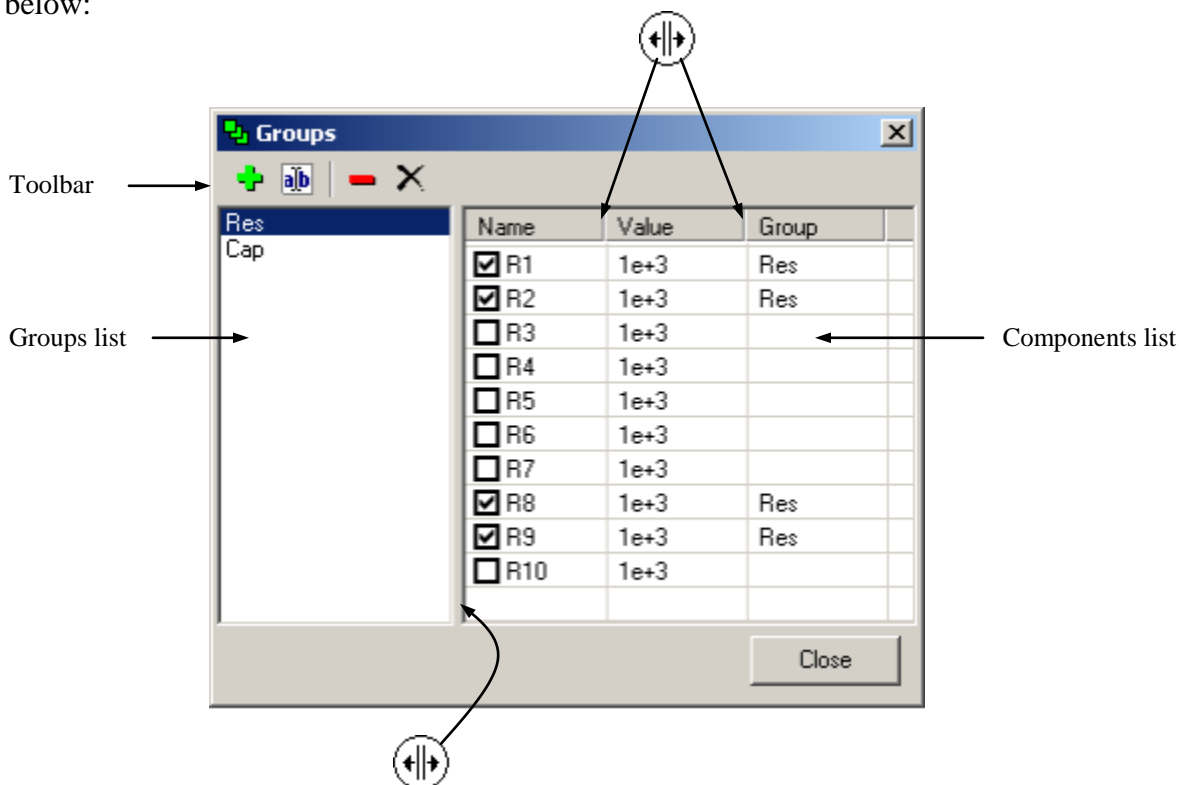 below:
Groups
Toolbar
a b
Res
Cap
Name Value Group
R1 1e+3 Res
R2 1e+3 Res
R3 1e+3
Groups list
Components list
R4 1e+3
R5 1e+3
R6 1e+3
R7 1e+3
R8 1e+3 Res
R9 1e+3 Res
R10 1e+3
Close